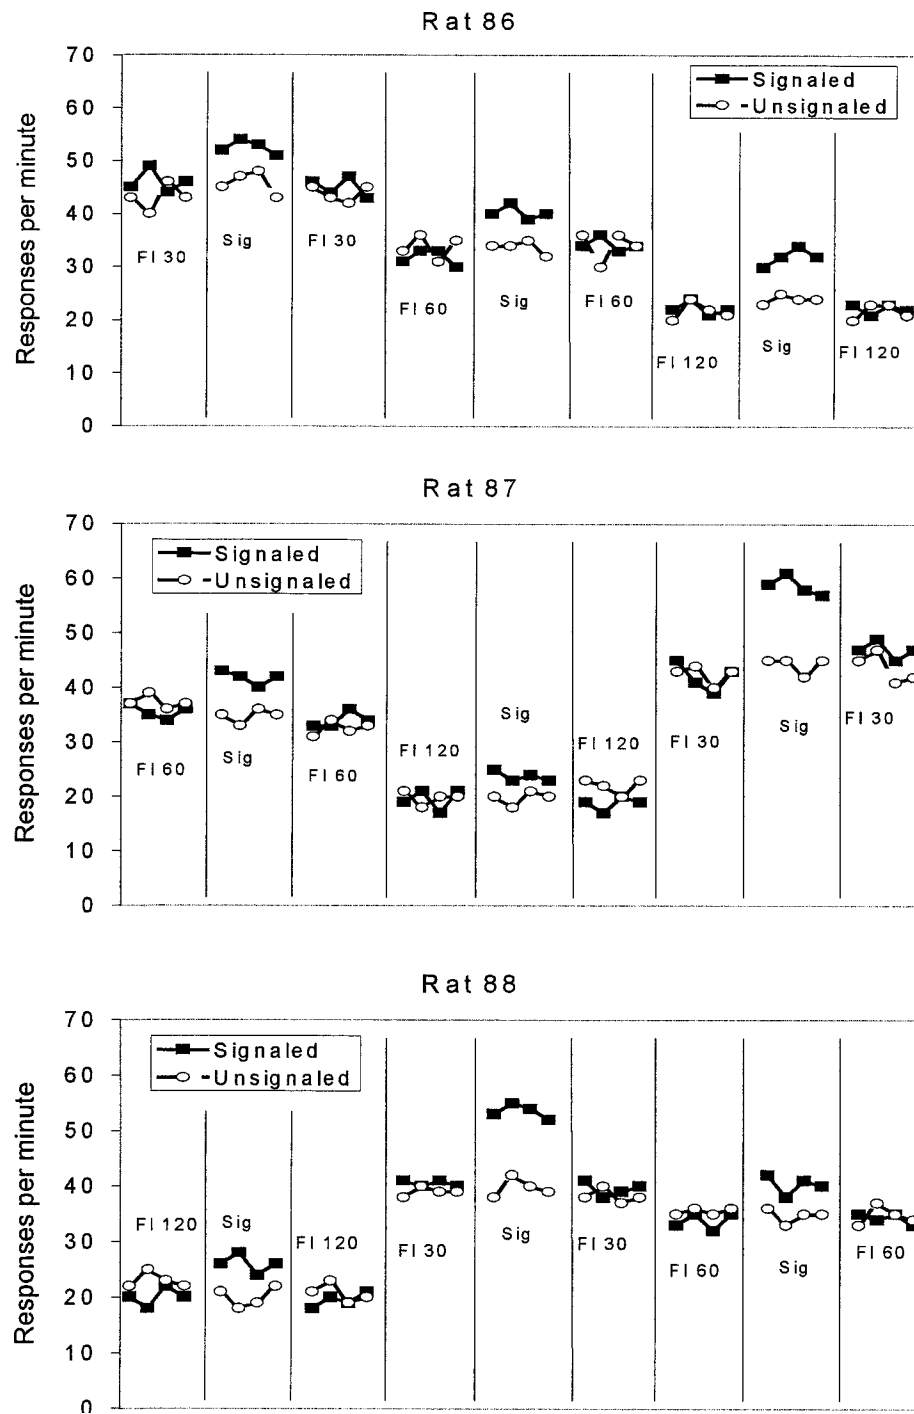 Rat 86
Responses per minute
70
60
50
40
30
20
10
0
Signaled
Unsignaled
FI 30
Sig
FI 30
FI 60
Sig
FI 60
FI 120
Sig
FI 120
Rat 87
Responses per minute
70
60
50
40
30
20
10
0
Signaled
Unsignaled
FI 60
Sig
FI 60
FI 120
Sig
FI 120
FI 30
Sig
FI 30
Rat 88
Responses per minute
70
60
50
40
30
20
10
0
Signaled
Unsignaled
FI 120
Sig
FI 120
FI 30
Sig
FI 30
FI 60
Sig
FI 60